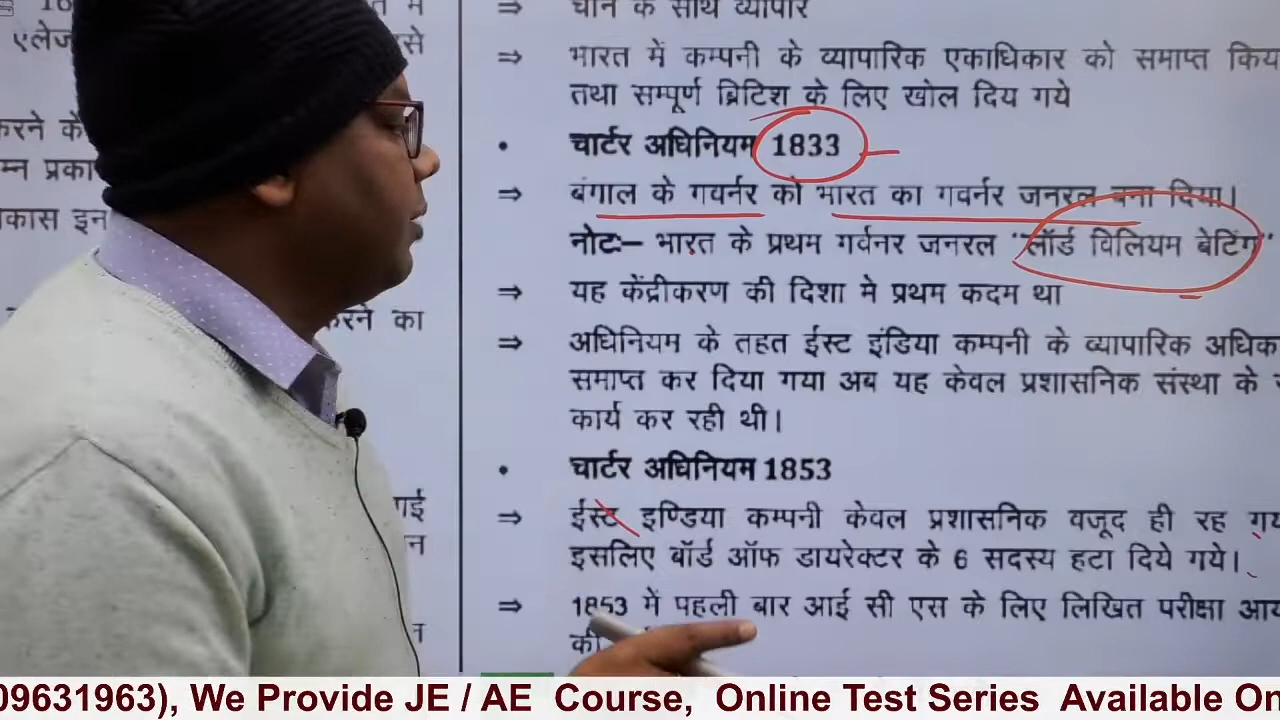 एलेज
करने के
म्न प्रका
कास इन
करने का
गई
न
चीन के साथ व्यापार
⇒ भारत में कम्पनी के व्यापारिक एकाधिकार को समाप्त किय
तथा सम्पूर्ण ब्रिटिश के लिए खोल दिय गये
• चार्टर अधिनियम 1833
⇒ बंगाल के गवर्नर को भारत का गवर्नर जनरल बना दिया।
नोटः– भारत के प्रथम गर्वनर जनरल "लॉर्ड विलियम बेटिंग"
⇒ यह केंद्रीकरण की दिशा मे प्रथम कदम था
⇒ अधिनियम के तहत ईस्ट इंडिया कम्पनी के व्यापारिक अधिक
समाप्त कर दिया गया अब यह केवल प्रशासनिक संस्था के
कार्य कर रही थी।
• चार्टर अधिनियम 1853
⇒ ईस्ट इण्डिया कम्पनी केवल प्रशासनिक वजूद ही रह गय
इसलिए बॉर्ड ऑफ डायरेक्टर के 6 सदस्य हटा दिये गये।
⇒ 1853 में पहली बार आई सी एस के लिए लिखित परीक्षा आय
की
09631963), We Provide JE / AE Course, Online Test Series Available On